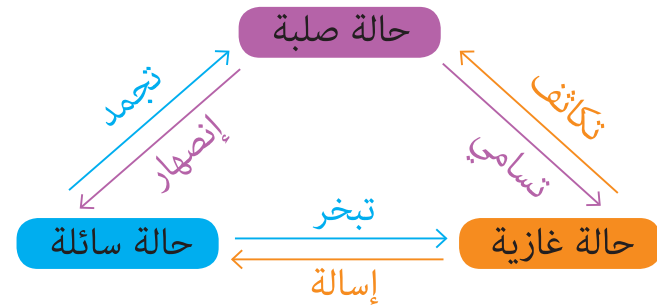 حالة صلبة
تجمد
إنصهار
تكاثف
تسامي
حالة سائلة
تبخر
إسالة
حالة غازية